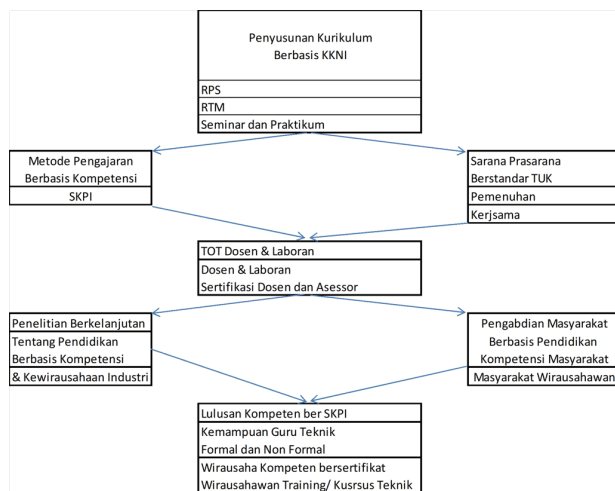 Penyusunan Kurikulum
Berbasis KKNI
RPS
RTM
Seminar dan Praktikum
Metode Pengajaran
Berbasis Kompetensi
SKPI
Sarana Prasarana
Berstandar TUK
Pemenuhan
Kerjsama
TOT Dosen & Laboran
Dosen & Laboran
Sertifikasi Dosen dan Asessor
Penelitian Berkelanjutan
Tentang Pendidikan
Berbasis Kompetensi
& Kewirausahaan Industri
Pengabdian Masyarakat
Berbasis Pendidikan
Kompetensi Masyarakat
Masyarakat Wirausahawan
Lulusan Kompeten ber SKPI
Kemampuan Guru Teknik
Formal dan Non Formal
Wirausaha Kompeten bersertifikat
Wirausahawan Training/ Kusrsus Teknik